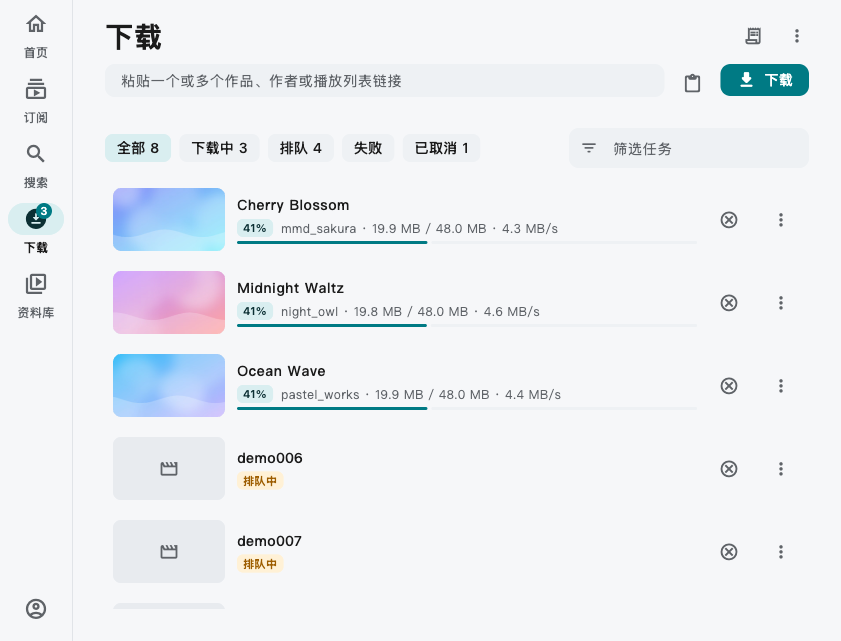 首页
订阅
搜索
3
下载
资料库
下载
粘贴一个或多个作品、作者或播放列表链接
下载
全部 8
下载中 3
排队 4
失败
已取消 1
筛选任务
Cherry Blossom
41% mmd_sakura · 19.9 MB / 48.0 MB · 4.3 MB/s
Midnight Waltz
41% night_owl · 19.8 MB / 48.0 MB · 4.6 MB/s
Ocean Wave
41% pastel_works · 19.9 MB / 48.0 MB · 4.4 MB/s
demo006
排队中
demo007
排队中